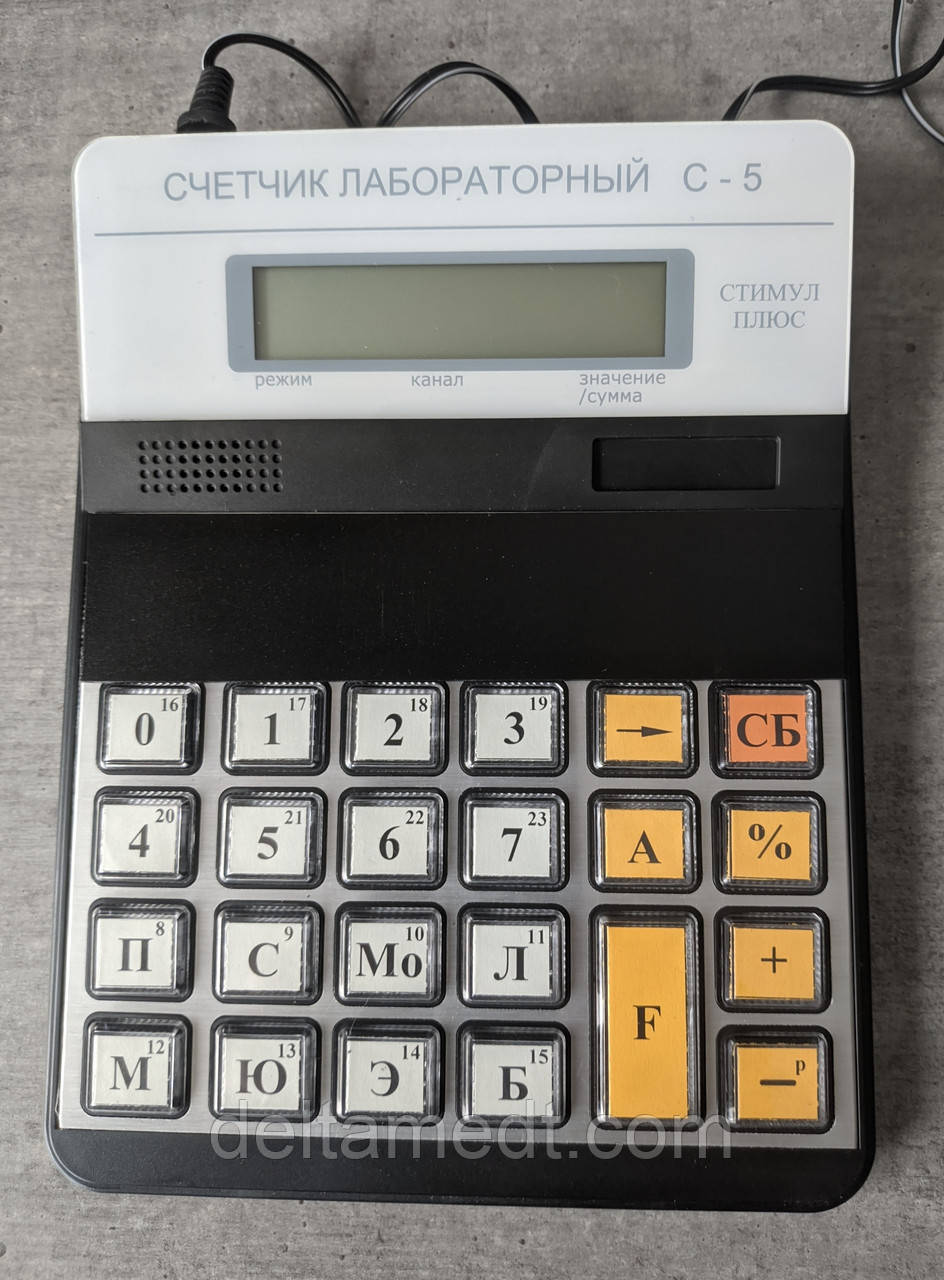 СЧЕТЧИК ЛАБОРАТОРНЫЙ С - 5
СТИМУЛ
ПЛЮС
режим канал значение
/сумма
0 16 1 17 2 18 3 19 → СБ
4 20 5 21 6 22 7 23 А %
П 8 С 9 Мо 10 Л 11 F +
М 12 Ю 13 Э 14 Б 15 – р
deltamedt.com